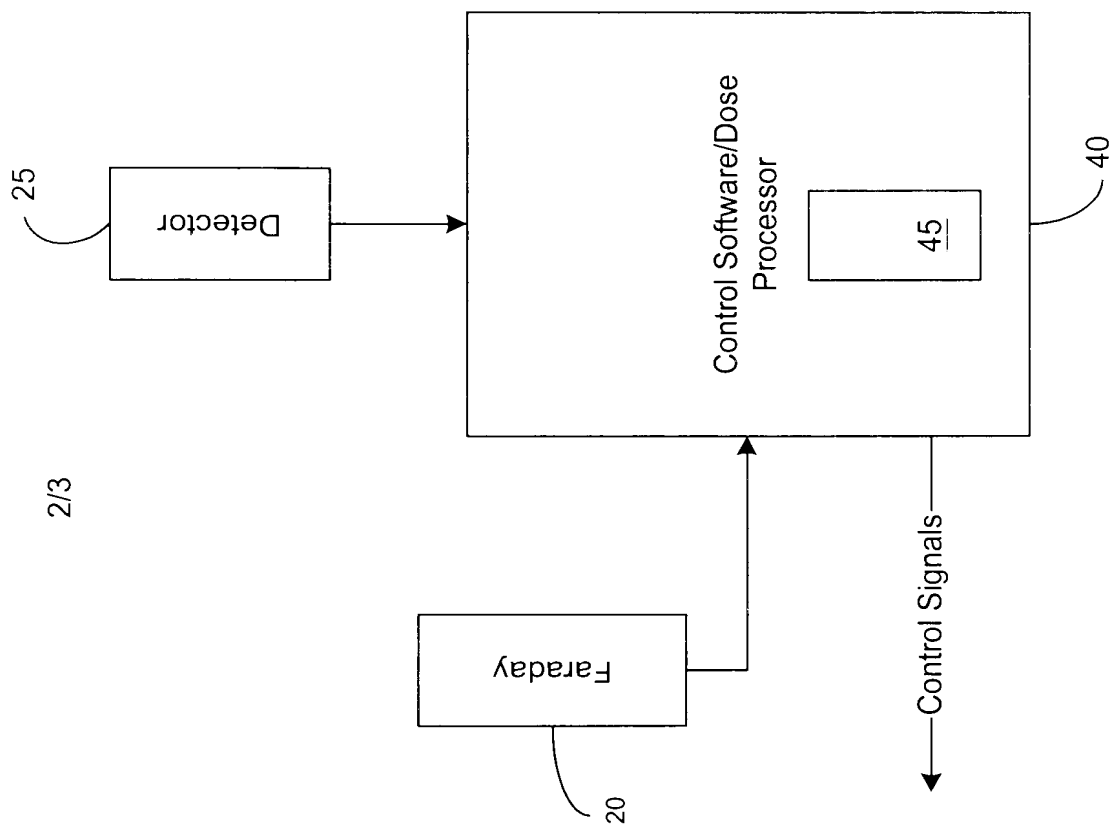 2/3
25
Detector
Control Software/Dose
Processor
45
40
Faraday
20
Control Signals